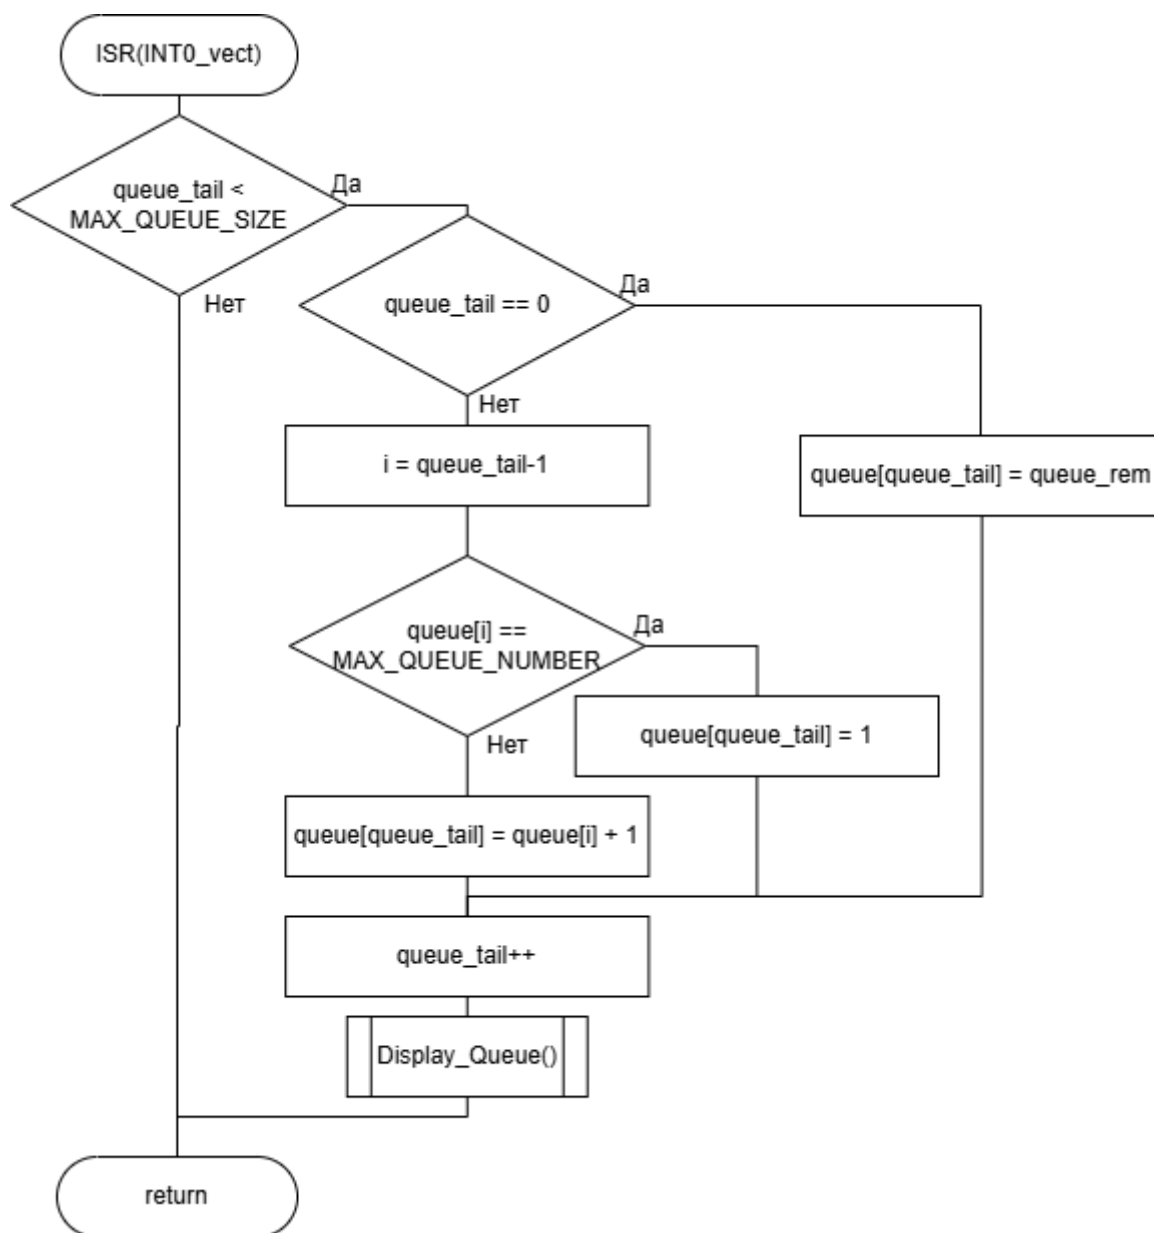 ISR(INT0_vect)
queue_tail <
MAX_QUEUE_SIZE
Да
Нет
queue_tail == 0
Да
Нет
i = queue_tail-1
queue[queue_tail] = queue_rem
queue[i] ==
MAX_QUEUE_NUMBER
Да
Нет
queue[queue_tail] = 1
queue[queue_tail] = queue[i] + 1
queue_tail++
Display_Queue()
return